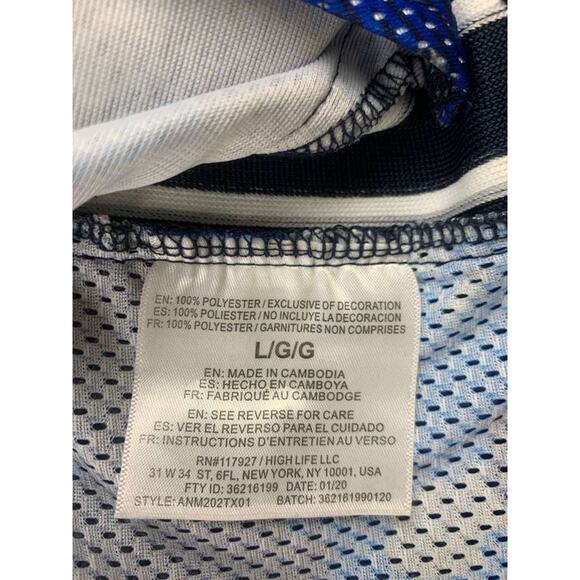 EN: 100% POLYESTER / EXCLUSIVE OF DECORATION
ES: 100% POLIESTER / NO INCLUYE LA DECORACION
FR: 100% POLYESTER / GARNITURES NON COMPRISES
L/G/G
EN: MADE IN CAMBODIA
ES: HECHO EN CAMBOYA
FR: FABRIQUÉ AU CAMBODGE
EN: SEE REVERSE FOR CARE
ES: VER EL REVERSO PARA EL CUIDADO
FR: INSTRUCTIONS D'ENTRETIEN AU VERSO
RN#117927 / HIGH LIFE LLC
31 W 34 ST, 6FL, NEW YORK, NY 10001, USA
FTY ID: 36216199 DATE: 01/20
STYLE: ANM202TX01 BATCH: 362161990120